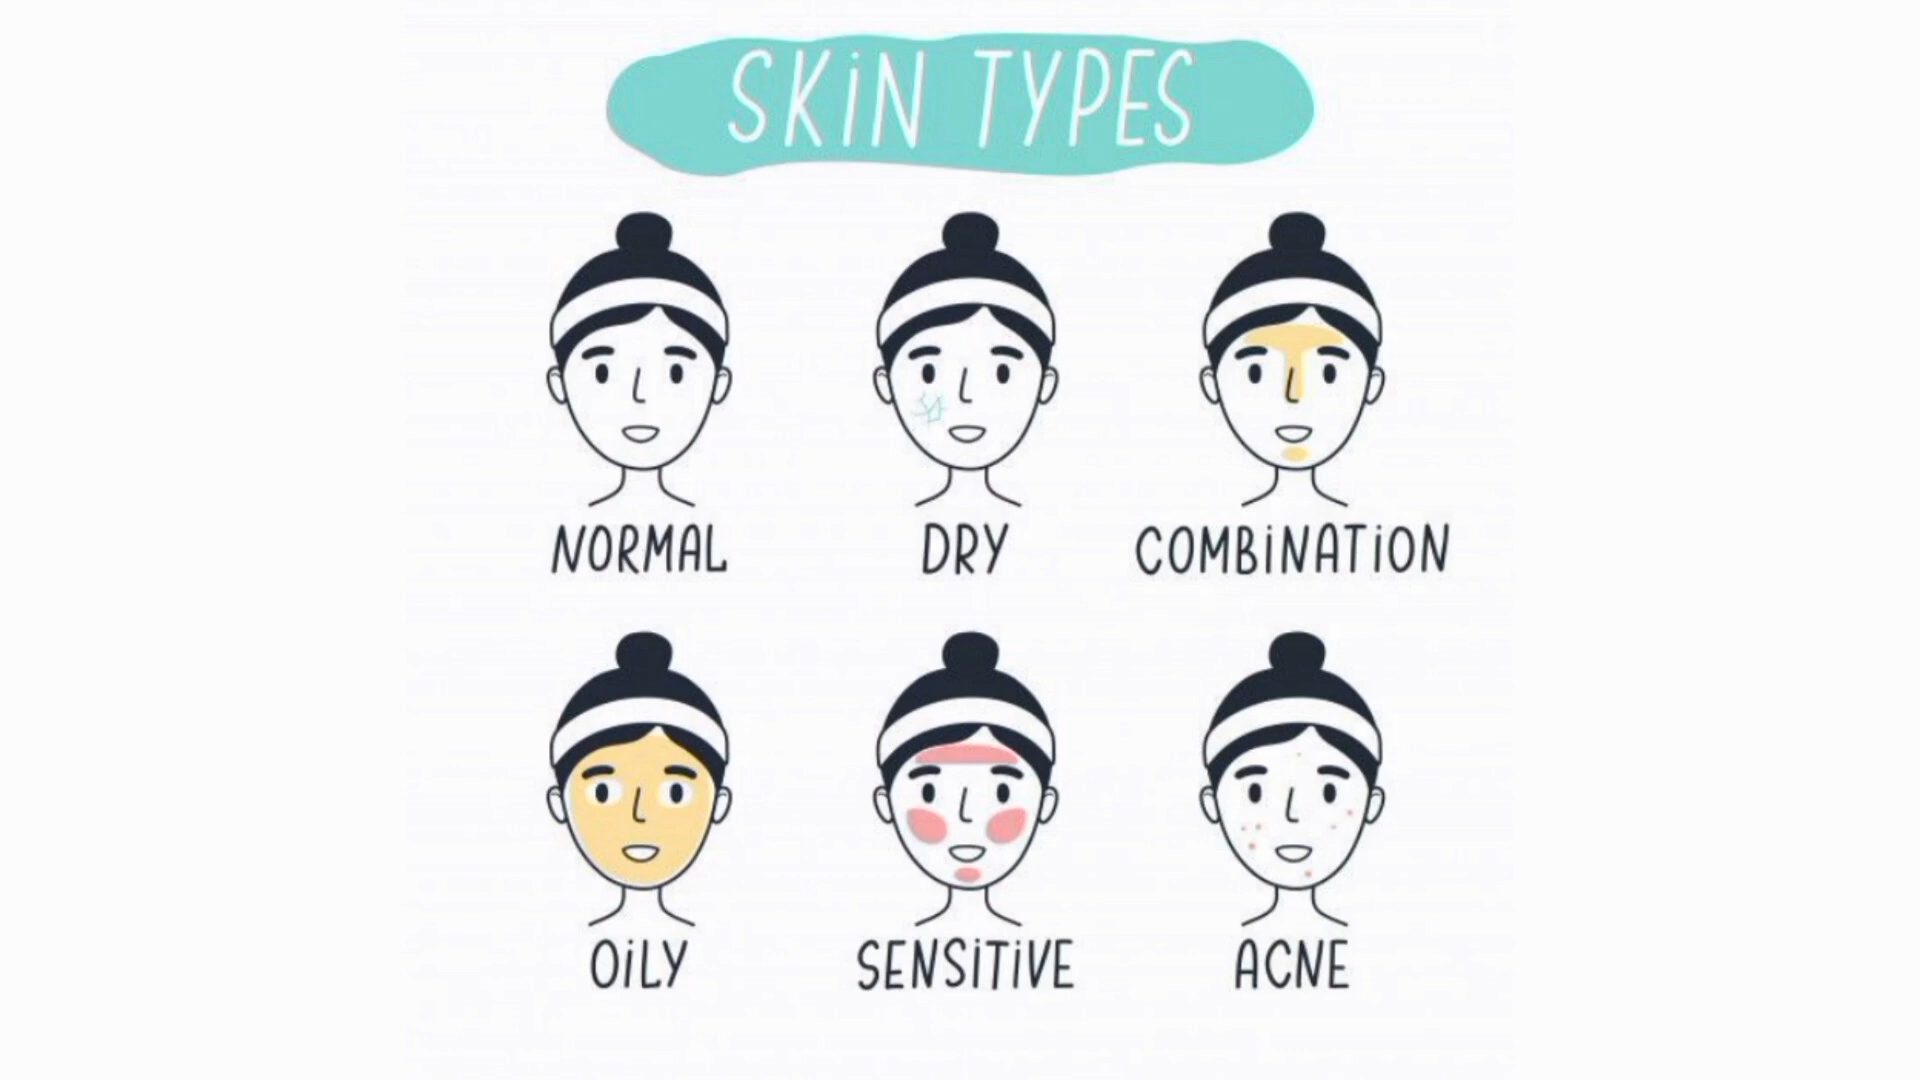 SKiN TYPES
NORMAL
DRY
COMBiNATiON
OiLY
SENSiTiVE
ACNE